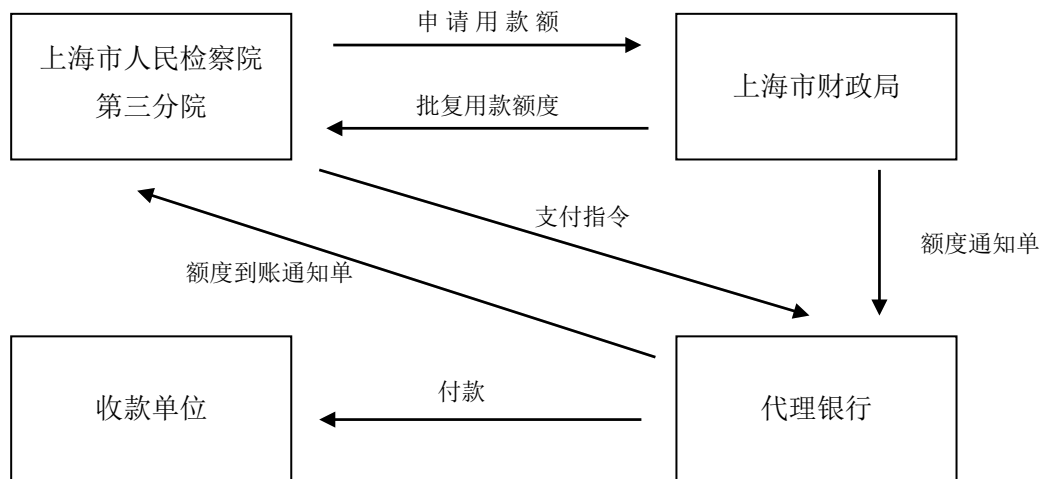 申请用款额
上海市人民检察院
第三分院
上海市财政局
批复用款额度
支付指令
额度通知单
额度到账通知单
付款
收款单位
代理银行